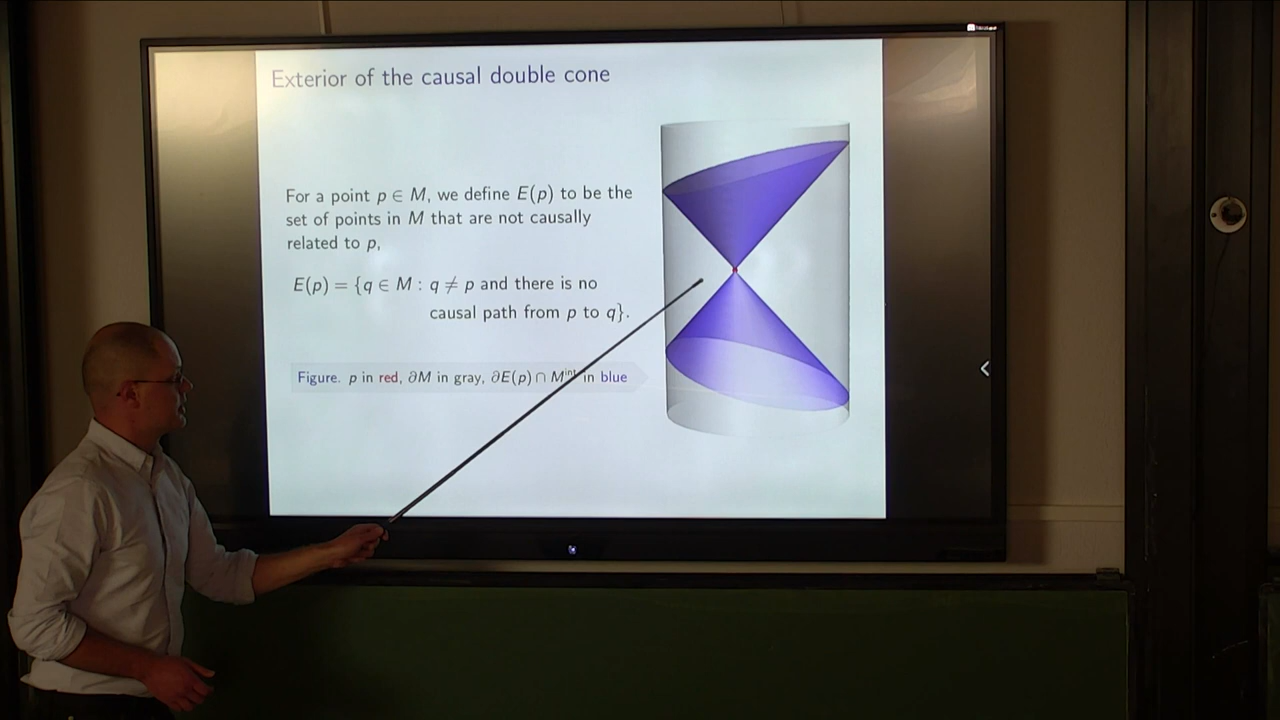 Exterior of the causal double cone
For a point p ∈ M, we define E(p) to be the
set of points in M that are not causally
related to p,
E(p) = {q ∈ M : q ≠ p and there is no
causal path from p to q}.
Figure. p in red, ∂M in gray, ∂E(p) ∩ M^int in blue